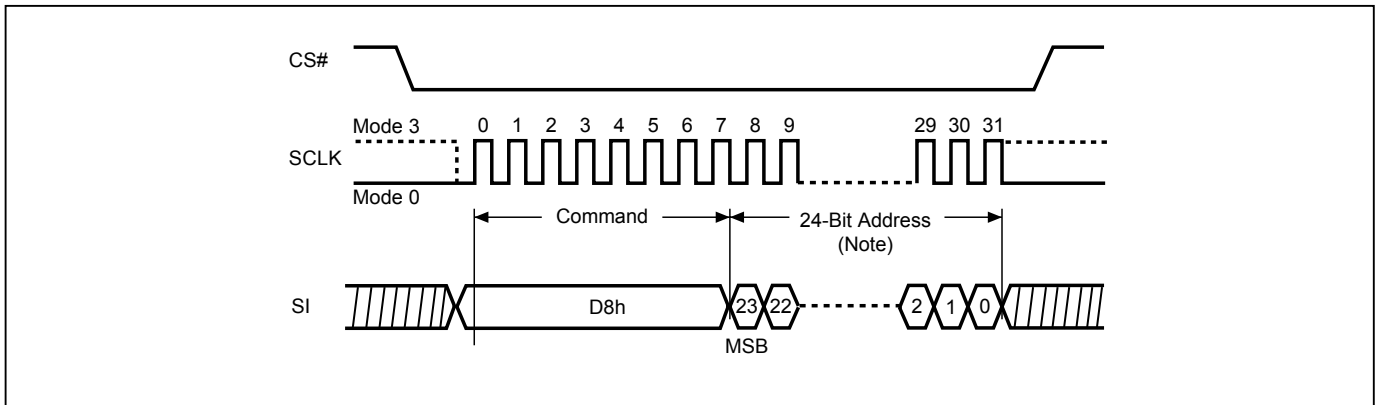 CS#
Mode 3
0 1 2 3 4 5 6 7 8 9 29 30 31
SCLK
Mode 0
Command
24-Bit Address
(Note)
SI
D8h
23 22 2 1 0
MSB